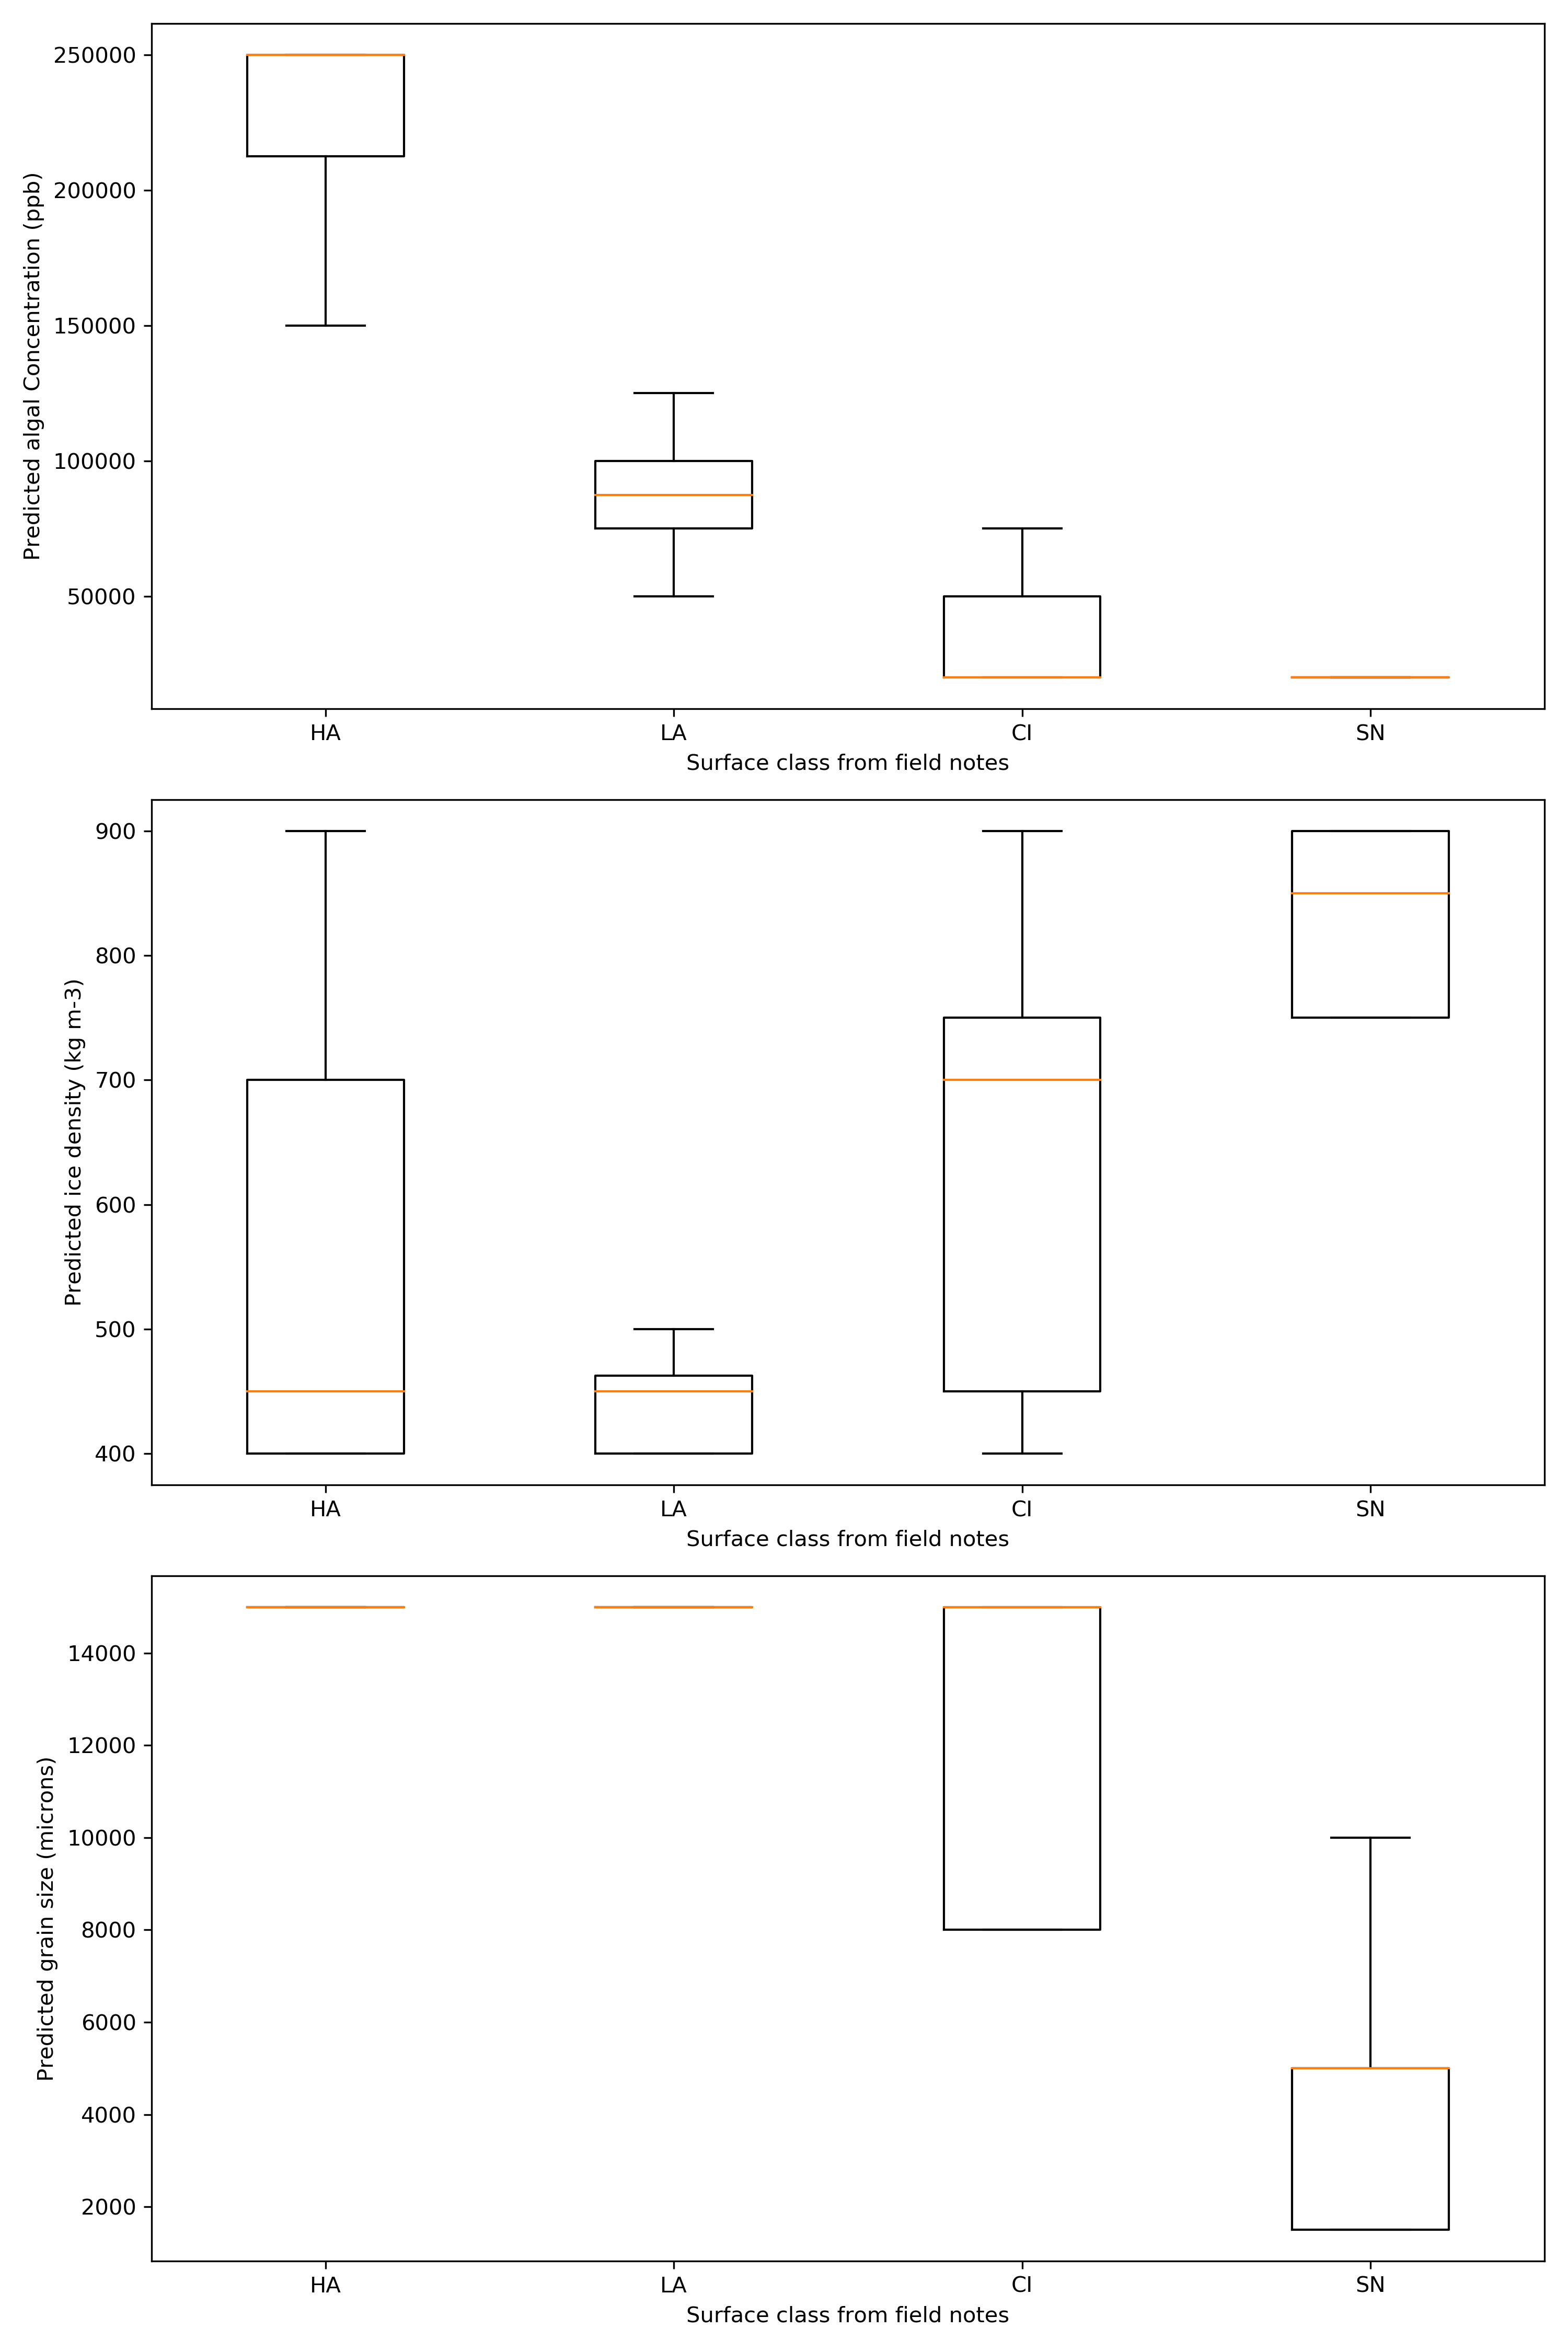 Predicted algal Concentration (ppb)
250000
200000
150000
100000
50000
HA LA CI SN
Surface class from field notes
Predicted ice density (kg m-3)
900
800
700
600
500
400
HA LA CI SN
Surface class from field notes
Predicted grain size (microns)
14000
12000
10000
8000
6000
4000
2000
HA LA CI SN
Surface class from field notes